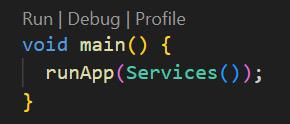 Run | Debug | Profile
void main() {
  runApp(Services());
}